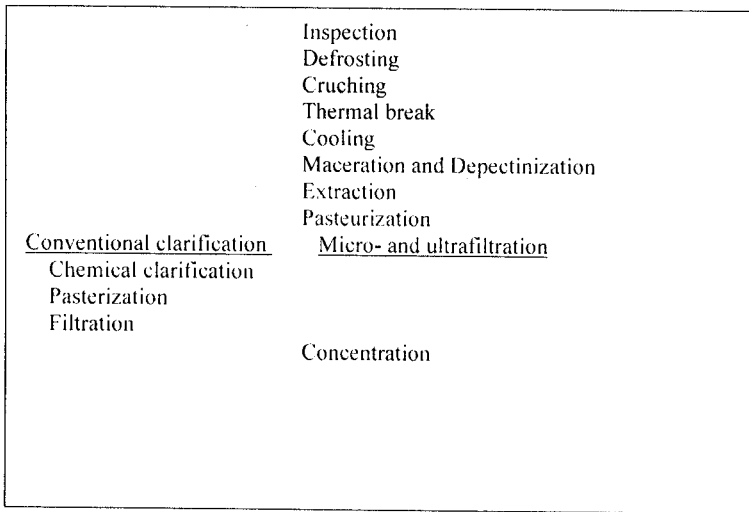 Inspection
Defrosting
Cruching
Thermal break
Cooling
Maceration and Depectinization
Extraction
Pasteurization
Conventional clarification Micro- and ultrafiltration
Chemical clarification
Pasterization
Filtration
Concentration